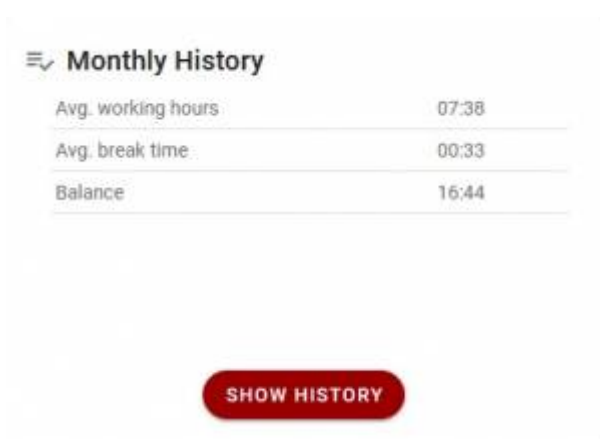 Monthly History
Avg. working hours 07:38
Avg. break time 00:33
Balance 16:44
SHOW HISTORY